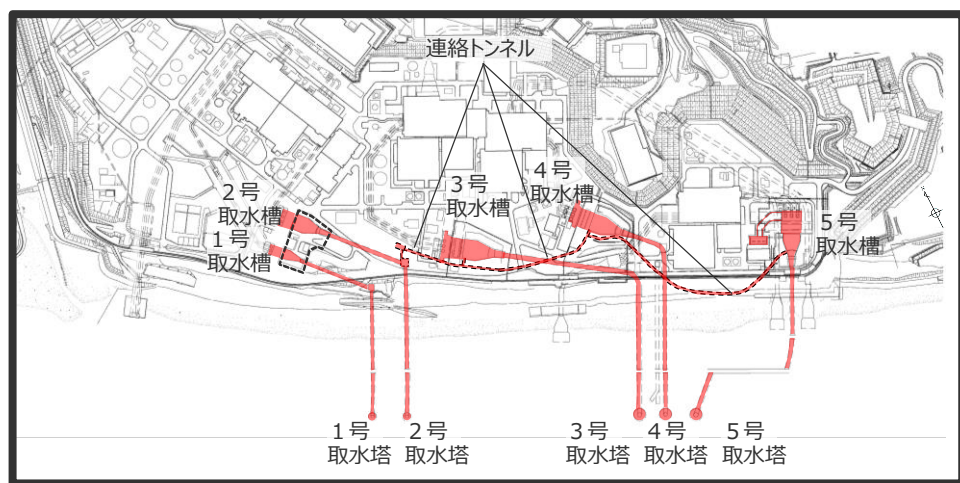 連絡トンネル
２号
取水槽
１号
取水槽
３号
取水槽
４号
取水槽
５号
取水槽
１号
取水塔
２号
取水塔
３号
取水塔
４号
取水塔
５号
取水塔